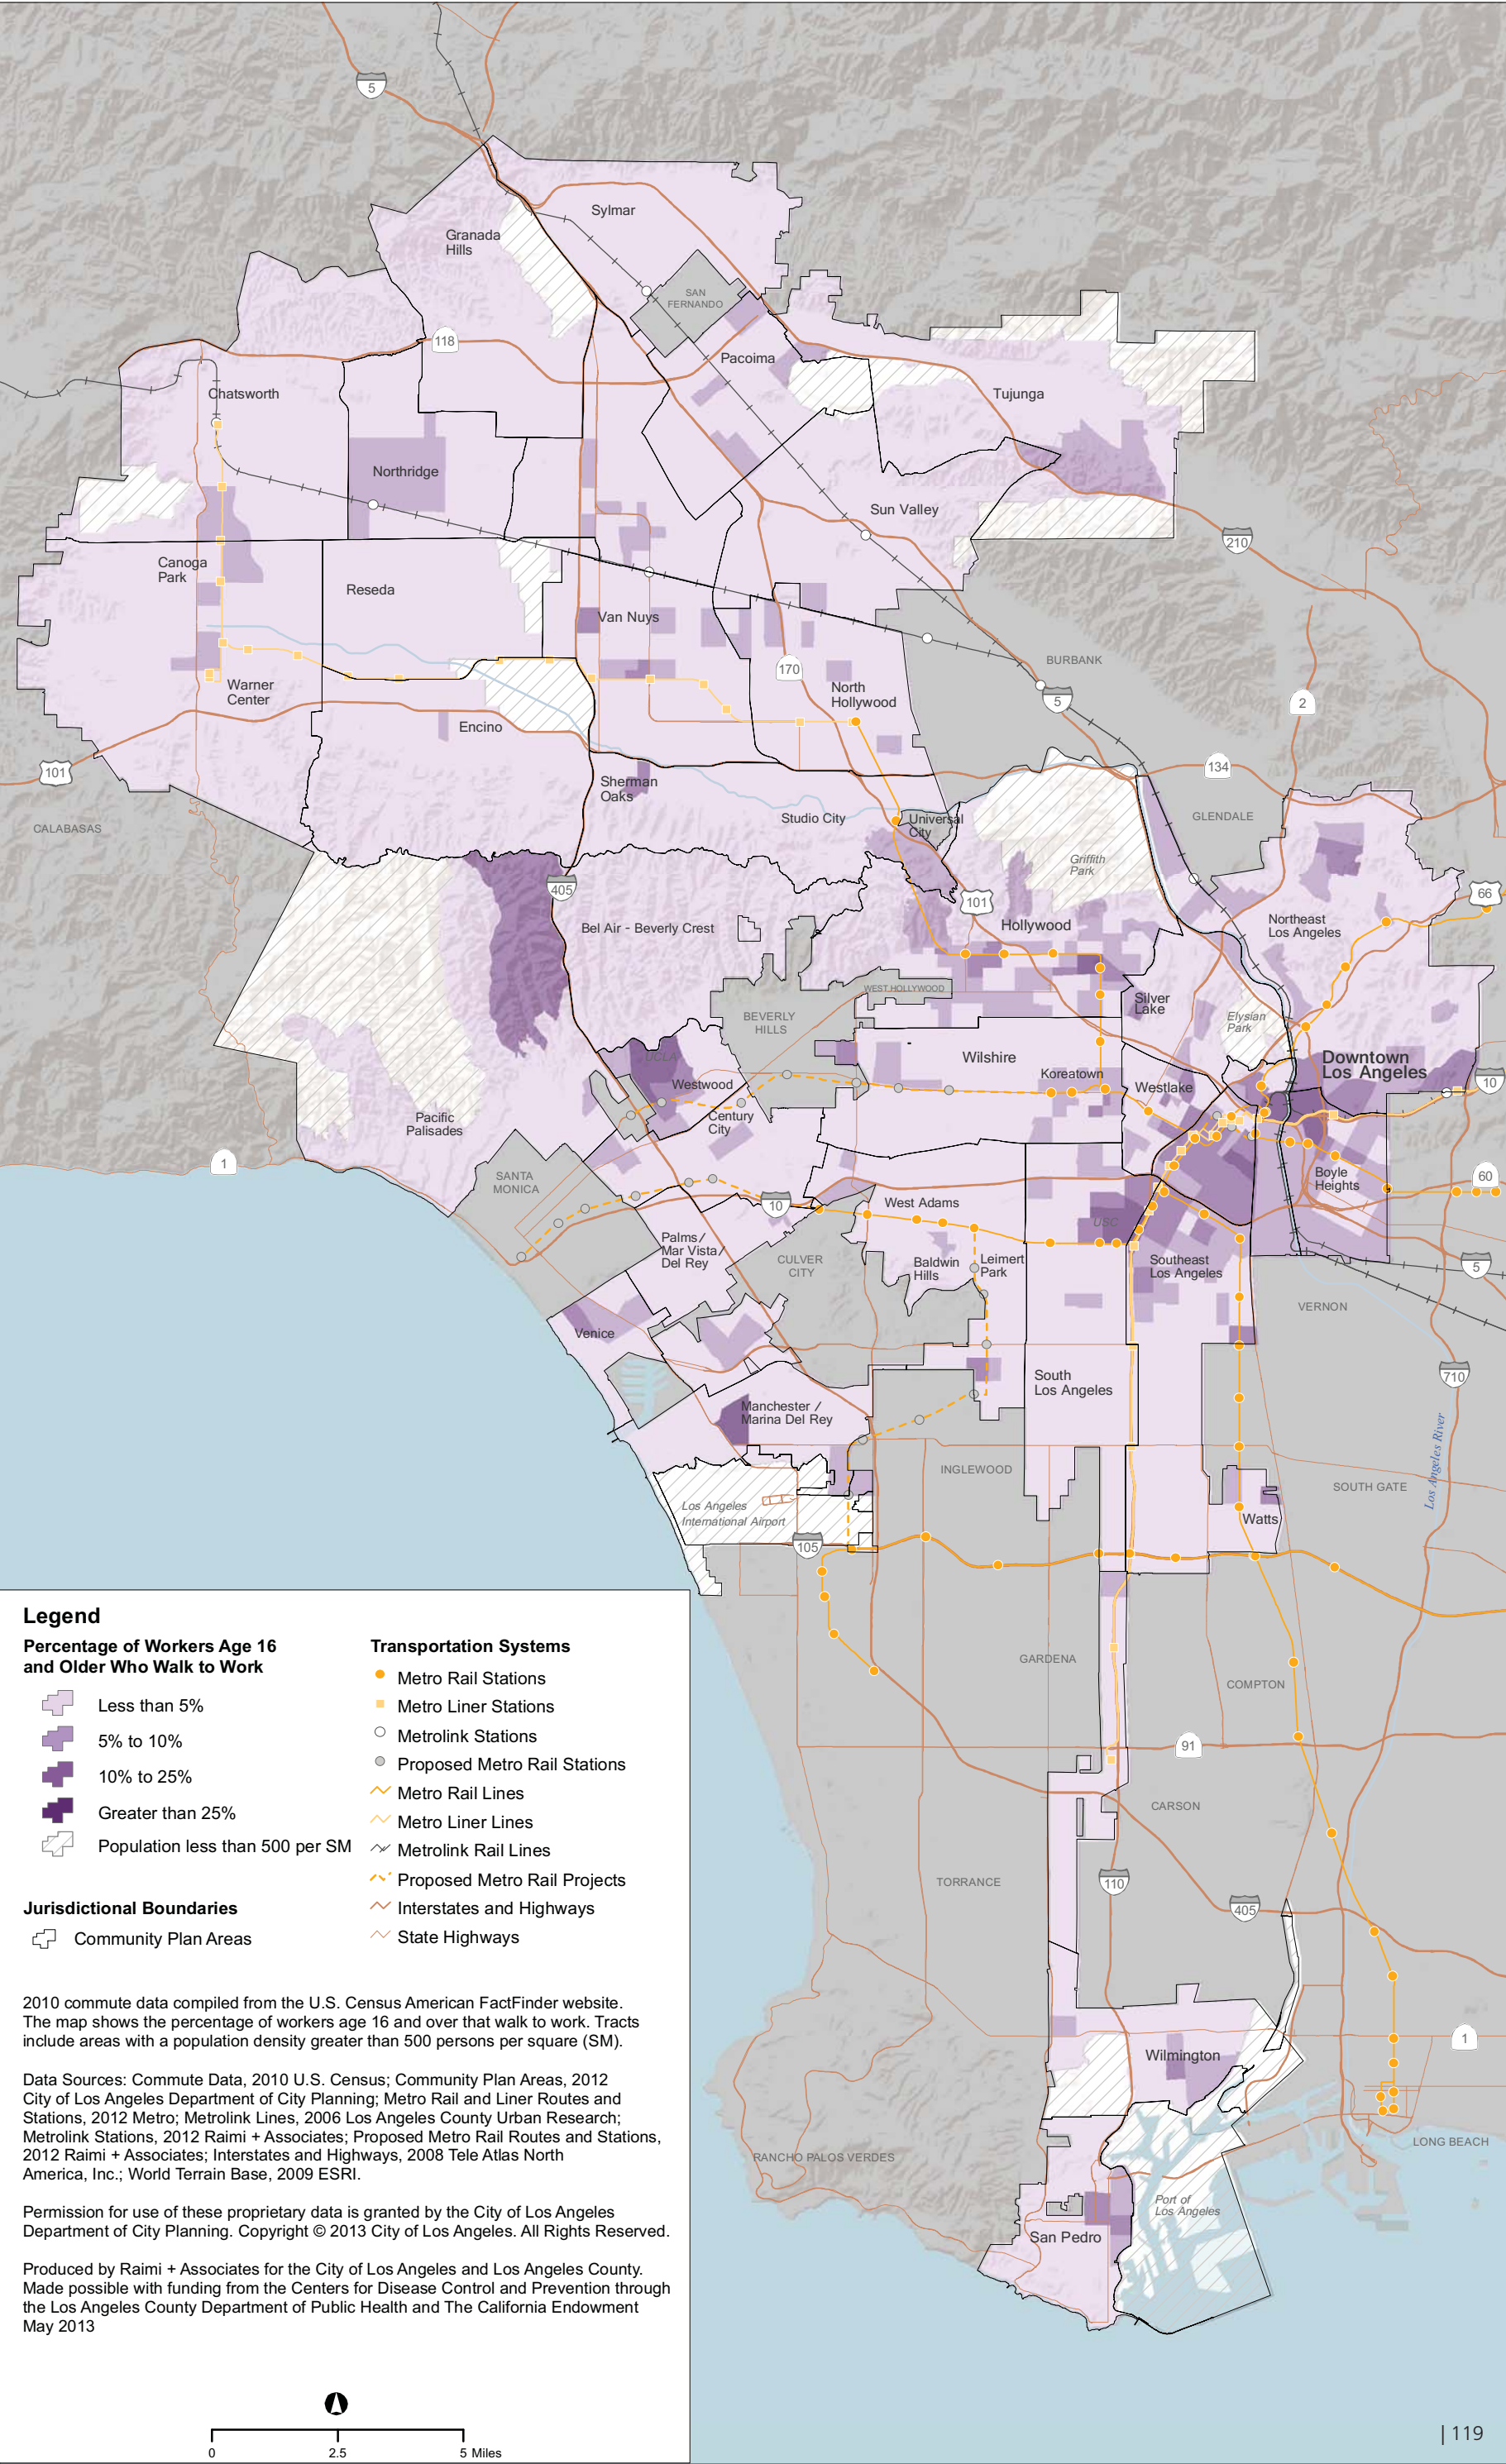 5
Sylmar
Granada
Hills
SAN
FERNANDO
118
Pacoima
Chatsworth
Tujunga
Northridge
Sun Valley
210
Canoga
Park
Reseda
Van Nuys
BURBANK
170
Warner
Center
North
Hollywood
5
2
Encino
101
134
Sherman
Oaks
CALABASAS
Studio City
Universal
City
GLENDALE
Griffith
Park
405
101
66
Bel Air - Beverly Crest
Hollywood
Northeast
Los Angeles
WEST HOLLYWOOD
BEVERLY
HILLS
Silver
Lake
Elysian
Park
UCLA
Wilshire
Downtown
Los Angeles
Koreatown
Westwood
Westlake
10
Century
City
Pacific
Palisades
1
SANTA
MONICA
Boyle
Heights
60
10
West Adams
USC
Palms/
Mar Vista/
Del Rey
CULVER
CITY
Baldwin
Hills
Leimert
Park
Southeast
Los Angeles
5
VERNON
Venice
South
Los Angeles
710
Manchester /
Marina Del Rey
INGLEWOOD
SOUTH GATE
Los Angeles River
Los Angeles
International Airport
Watts
105
GARDENA
COMPTON
91
CARSON
TORRANCE
110
405
Wilmington
1
RANCHO PALOS VERDES
LONG BEACH
Port of
Los Angeles
San Pedro
Legend
Percentage of Workers Age 16
and Older Who Walk to Work
Less than 5%
5% to 10%
10% to 25%
Greater than 25%
Population less than 500 per SM
Jurisdictional Boundaries
Community Plan Areas
Transportation Systems
Metro Rail Stations
Metro Liner Stations
Metrolink Stations
Proposed Metro Rail Stations
Metro Rail Lines
Metro Liner Lines
Metrolink Rail Lines
Proposed Metro Rail Projects
Interstates and Highways
State Highways
2010 commute data compiled from the U.S. Census American FactFinder website.
The map shows the percentage of workers age 16 and over that walk to work. Tracts
include areas with a population density greater than 500 persons per square (SM).
Data Sources: Commute Data, 2010 U.S. Census; Community Plan Areas, 2012
City of Los Angeles Department of City Planning; Metro Rail and Liner Routes and
Stations, 2012 Metro; Metrolink Lines, 2006 Los Angeles County Urban Research;
Metrolink Stations, 2012 Raimi + Associates; Proposed Metro Rail Routes and Stations,
2012 Raimi + Associates; Interstates and Highways, 2008 Tele Atlas North
America, Inc.; World Terrain Base, 2009 ESRI.
Permission for use of these proprietary data is granted by the City of Los Angeles
Department of City Planning. Copyright © 2013 City of Los Angeles. All Rights Reserved.
Produced by Raimi + Associates for the City of Los Angeles and Los Angeles County.
Made possible with funding from the Centers for Disease Control and Prevention through
the Los Angeles County Department of Public Health and The California Endowment
May 2013
0 2.5 5 Miles
| 119